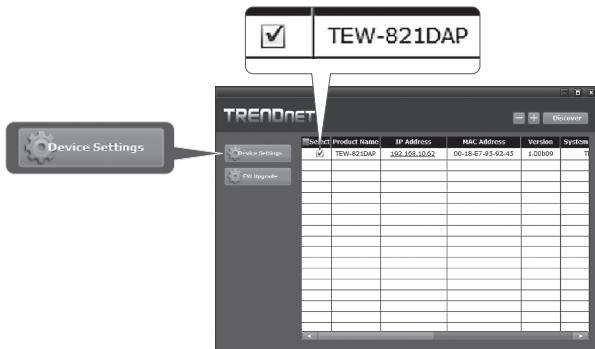 TEW-821DAP
TRENDnet
Discover
Device Settings
Select Product Name IP Address MAC Address Version System
Device Settings
TEW-821DAP 192.168.10.62 00-18-E7-95-92-45 1.00b09
FW Upgrade